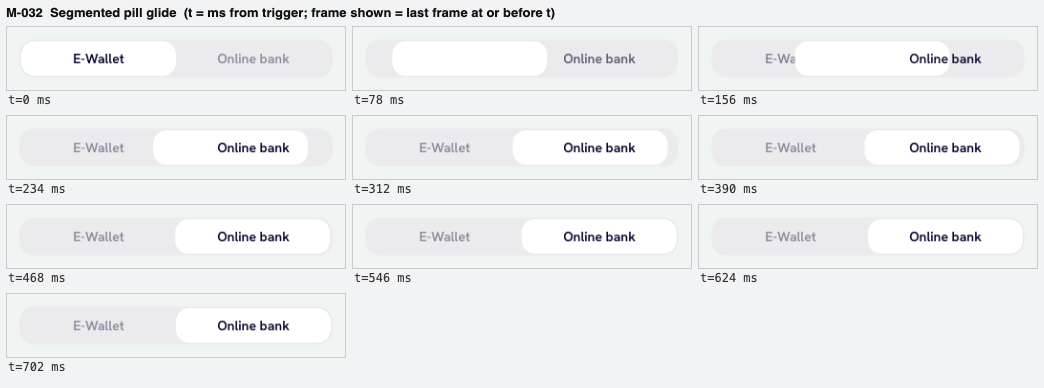 M-032 Segmented pill glide (t = ms from trigger; frame shown = last frame at or before t)
E-Wallet Online bank
t=0 ms
Online bank
t=78 ms
E-Wa Online bank
t=156 ms
E-Wallet Online bank
t=234 ms
E-Wallet Online bank
t=312 ms
E-Wallet Online bank
t=390 ms
E-Wallet Online bank
t=468 ms
E-Wallet Online bank
t=546 ms
E-Wallet Online bank
t=624 ms
E-Wallet Online bank
t=702 ms